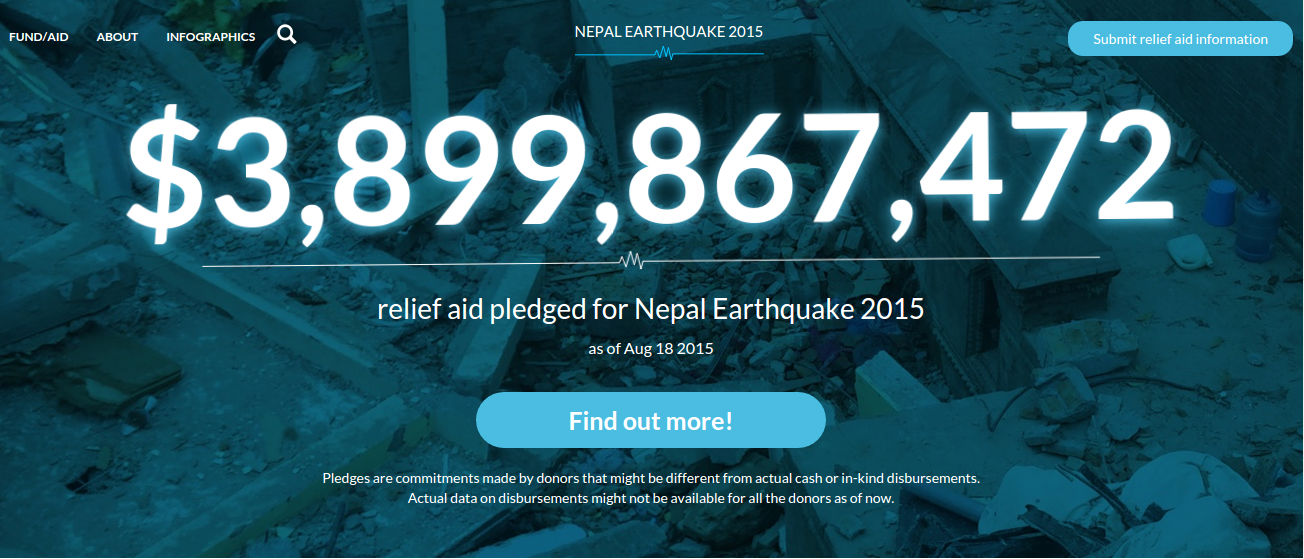 FUND/AID ABOUT INFOGRAPHICS NEPAL EARTHQUAKE 2015 Submit relief aid information
$3,899,867,472
relief aid pledged for Nepal Earthquake 2015
as of Aug 18 2015
Find out more!
Pledges are commitments made by donors that might be different from actual cash or in-kind disbursements.
Actual data on disbursements might not be available for all the donors as of now.